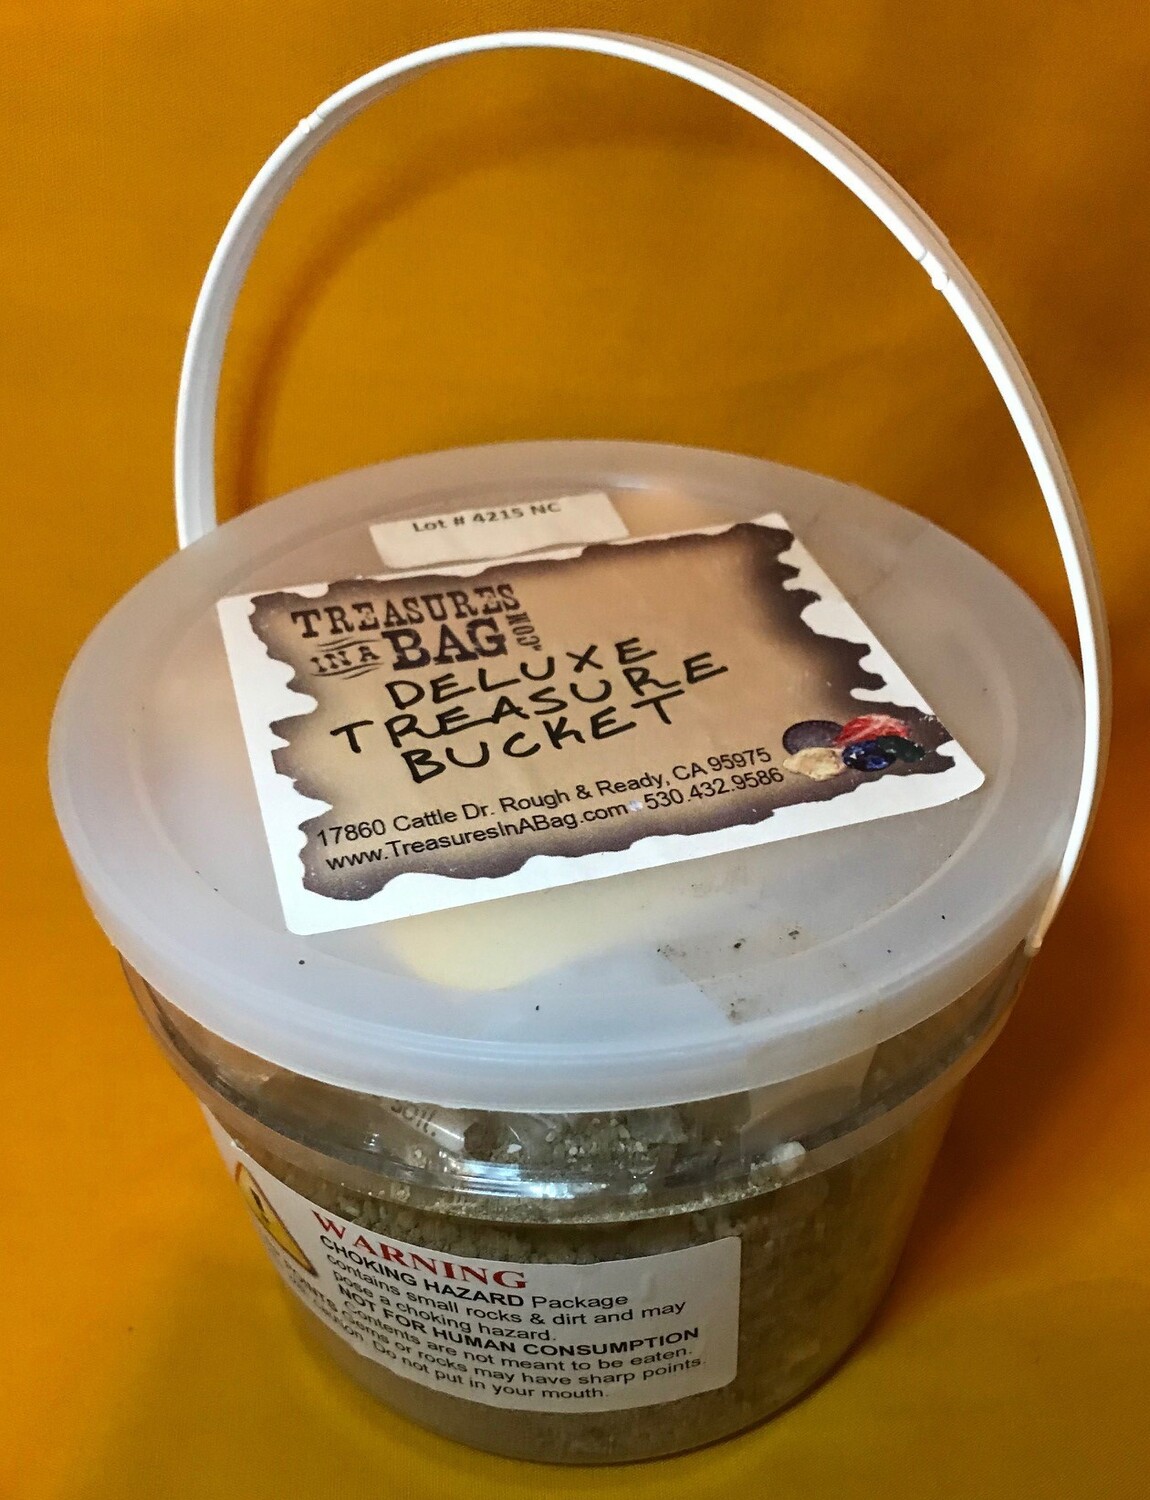 Lot # 4215 NC
TREASURES
IN A BAG .COM
DELUXE
TREASURE
BUCKET
17860 Cattle Dr. Rough & Ready, CA 95975
www.TreasuresInABag.com 530.432.9586
soil.
!
WARNING
CHOKING HAZARD Package
contains small rocks & dirt and may
pose a choking hazard.
NOT FOR HUMAN CONSUMPTION
Contents are not meant to be eaten.
POINTS Gems or rocks may have sharp points.
caution. Do not put in your mouth.